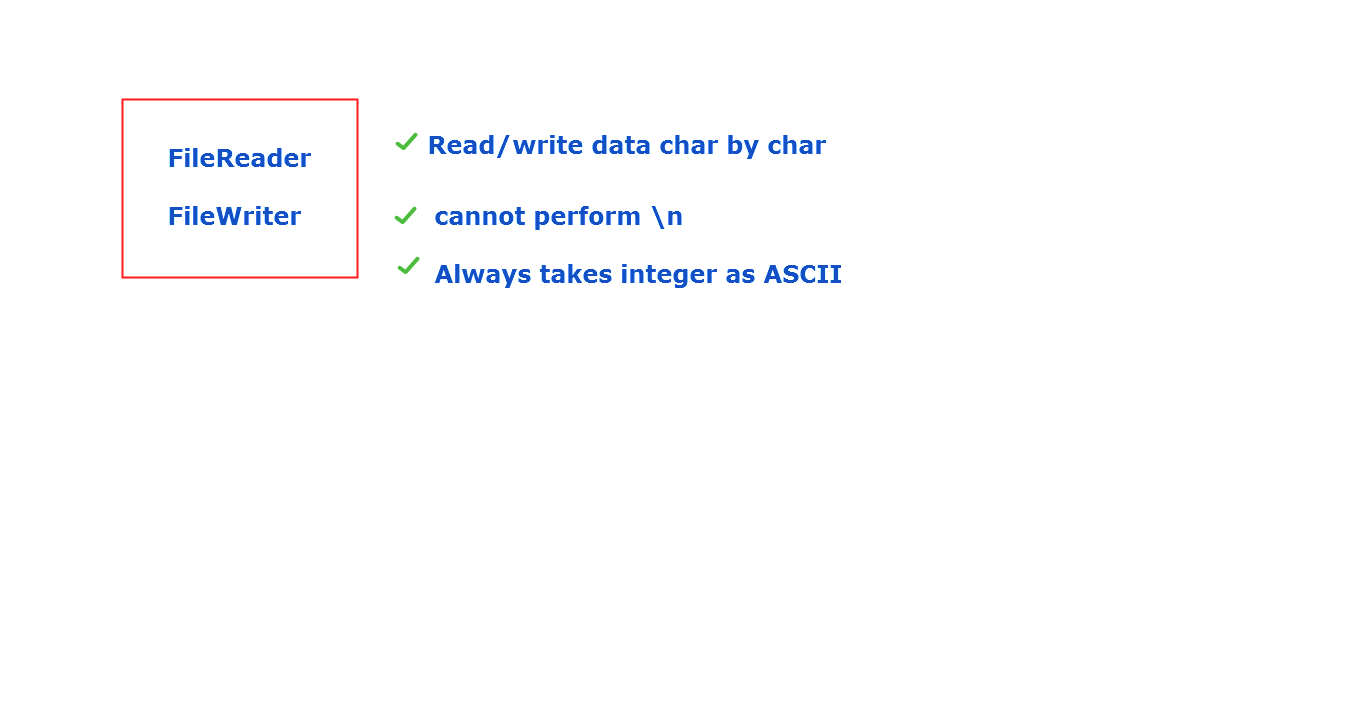 FileReader
FileWriter
Read/write data char by char
cannot perform \n
Always takes integer as ASCII